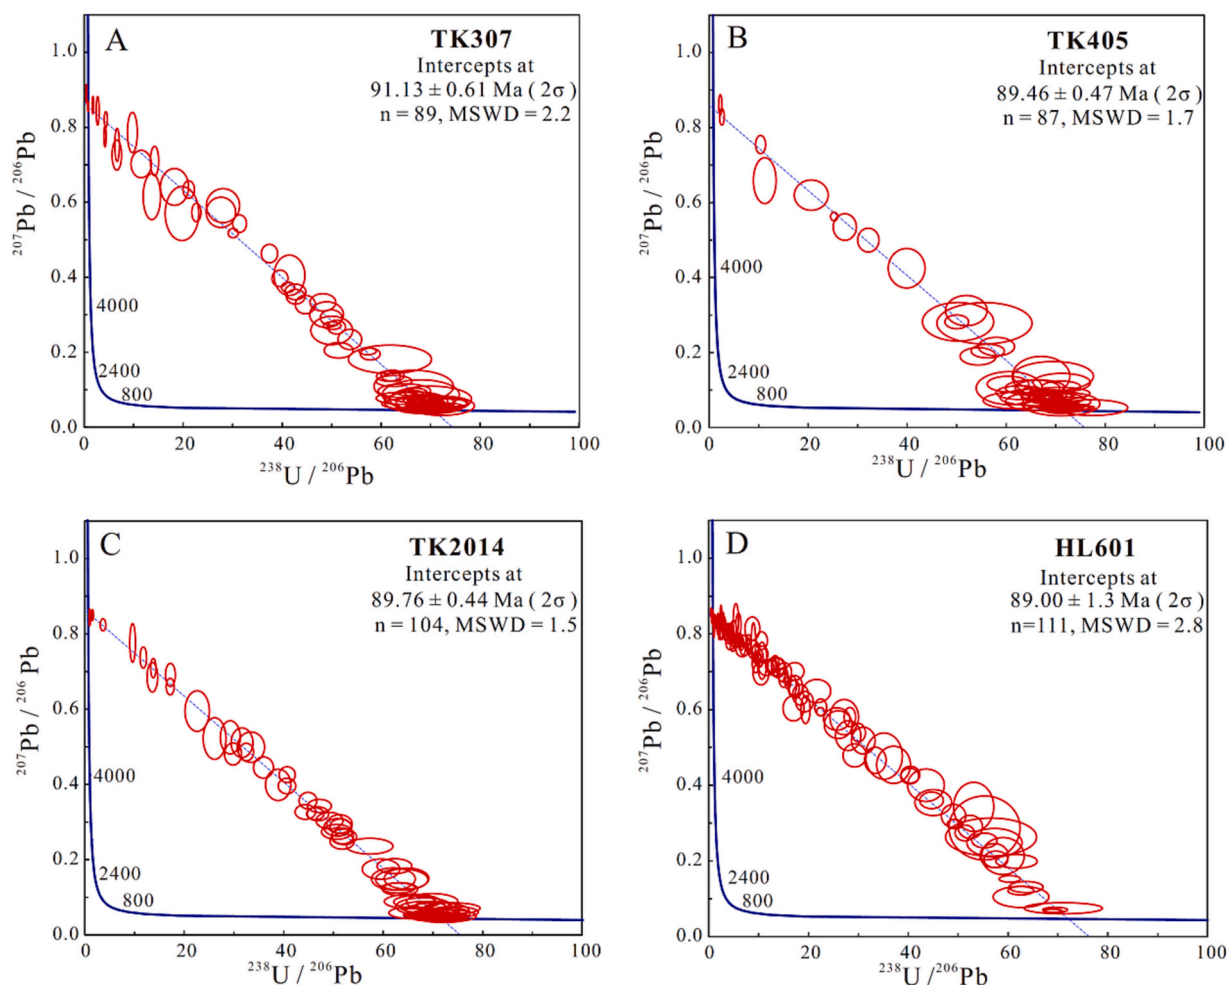 A
TK307
Intercepts at
91.13 ± 0.61 Ma ( 2σ )
n = 89, MSWD = 2.2
1.0
0.8
0.6
0.4
0.2
0.0
4000
2400
800
0
20
40
60
80
100
207Pb / 206Pb
238U / 206Pb
B
TK405
Intercepts at
89.46 ± 0.47 Ma ( 2σ )
n = 87, MSWD = 1.7
1.0
0.8
0.6
0.4
0.2
0.0
4000
2400
800
0
20
40
60
80
100
207Pb / 206Pb
238U / 206Pb
C
TK2014
Intercepts at
89.76 ± 0.44 Ma ( 2σ )
n = 104, MSWD = 1.5
1.0
0.8
0.6
0.4
0.2
0.0
4000
2400
800
0
20
40
60
80
100
207Pb / 206 Pb
238U / 206Pb
D
HL601
Intercepts at
89.00 ± 1.3 Ma ( 2σ )
n=111, MSWD = 2.8
1.0
0.8
0.6
0.4
0.2
0.0
4000
2400
800
0
20
40
60
80
100
207Pb / 206Pb
238U /206Pb